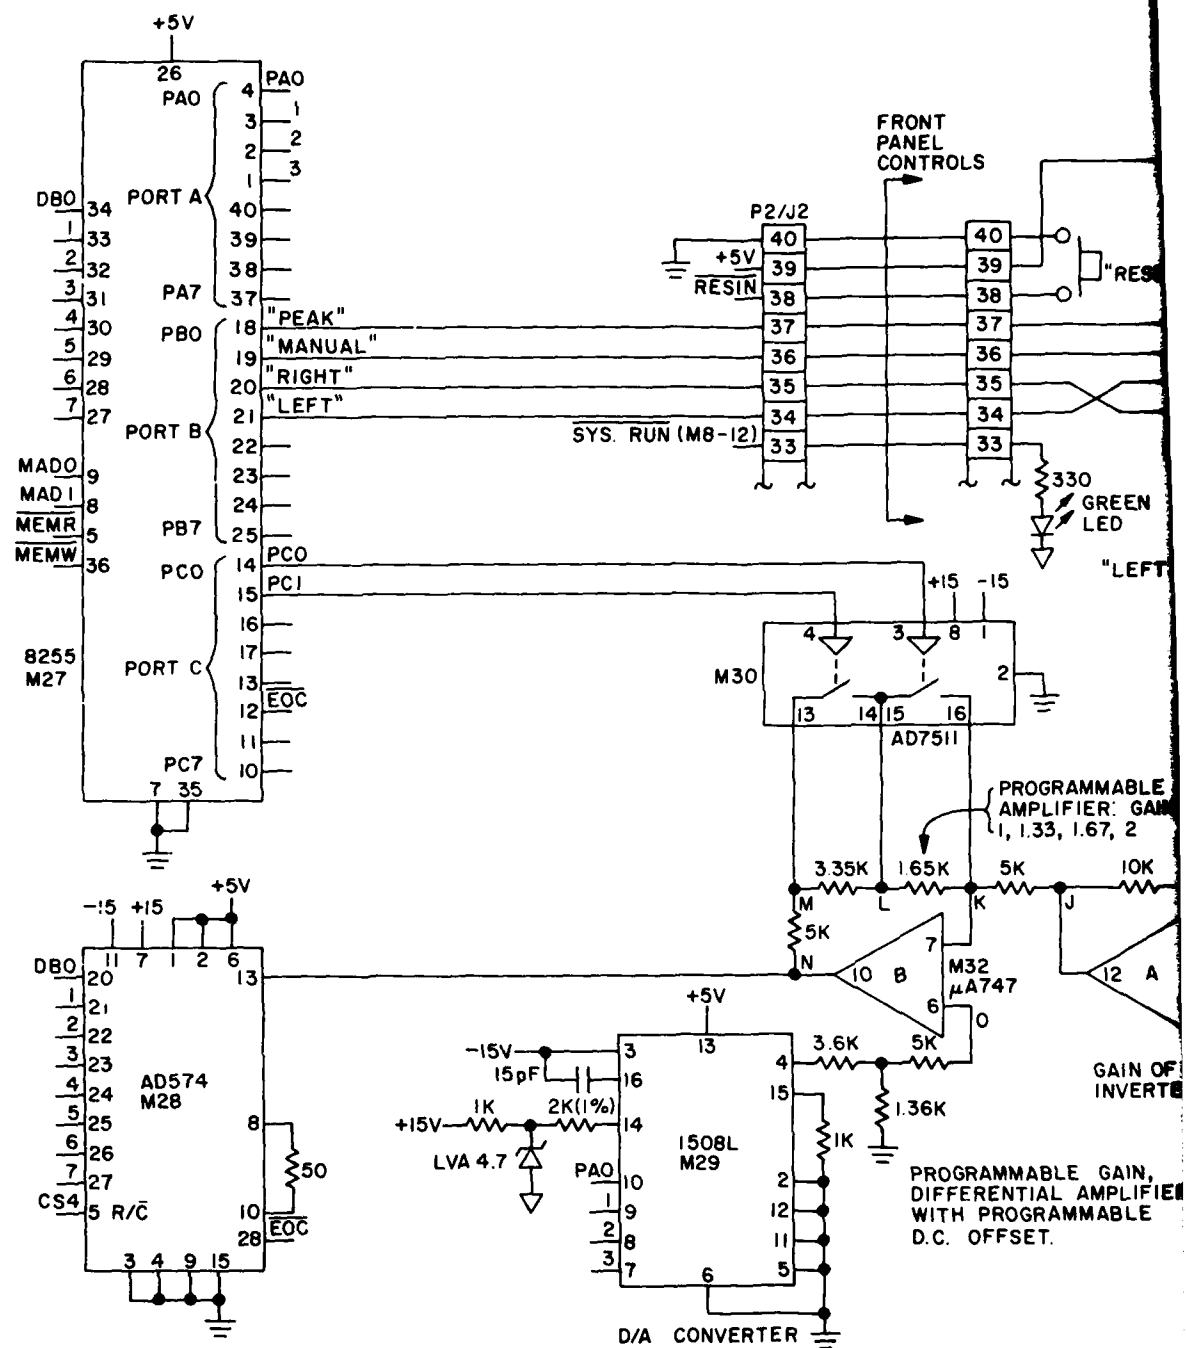 +5V
26
PA0
PORT A
PA7
PB0
PORT B
PB7
PC0
PORT C
PC7
8255
M27
DB0
34
1
33
2
32
3
31
4
30
5
29
6
28
7
27
MAD0
9
MAD1
8
MEMR
5
MEMW
36
4 PA0
3 1
2 2
1 3
40
39
38
37
18 "PEAK"
19 "MANUAL"
20 "RIGHT"
21 "LEFT"
22
23
24
25
14 PC0
15 PC1
16
17
13
EOC
12
11
10
7 35
FRONT
PANEL
CONTROLS
P2/J2
40 40
+5V 39 39
RESIN 38 38
"RES
37 37
36 36
35 35
34 34
SYS. RUN (M8-12) 33 33
330
GREEN
LED
"LEFT
+15 -15
4 3 8 1
M30
2
13 14 15 16
AD7511
PROGRAMMABLE
AMPLIFIER: GAIN
1, 1.33, 1.67, 2
3.35K 1.65K 5K 10K
M L K J
5K
N
10 B 7
6
M32
µA747
O
12 A
GAIN OF
INVERTE
-15 +15 +5V
11 7 1 2 6
DB0
20 13
1
21
2
22
3
23
4
24
5
25
6
26
7
27
CS4
5 R/C
AD574
M28
8
50
10
EOC
28
3 4 9 15
+5V
13
-15V 3
15pF 16
+15V 1K 2K(1%) 14
LVA 4.7
PA0
10
1
9
2
8
3
7
1508L
M29
4 3.6K 5K
1.36K
15
1K
2
12
11
5
6
D/A CONVERTER
PROGRAMMABLE GAIN,
DIFFERENTIAL AMPLIFIE
WITH PROGRAMMABLE
D.C. OFFSET.